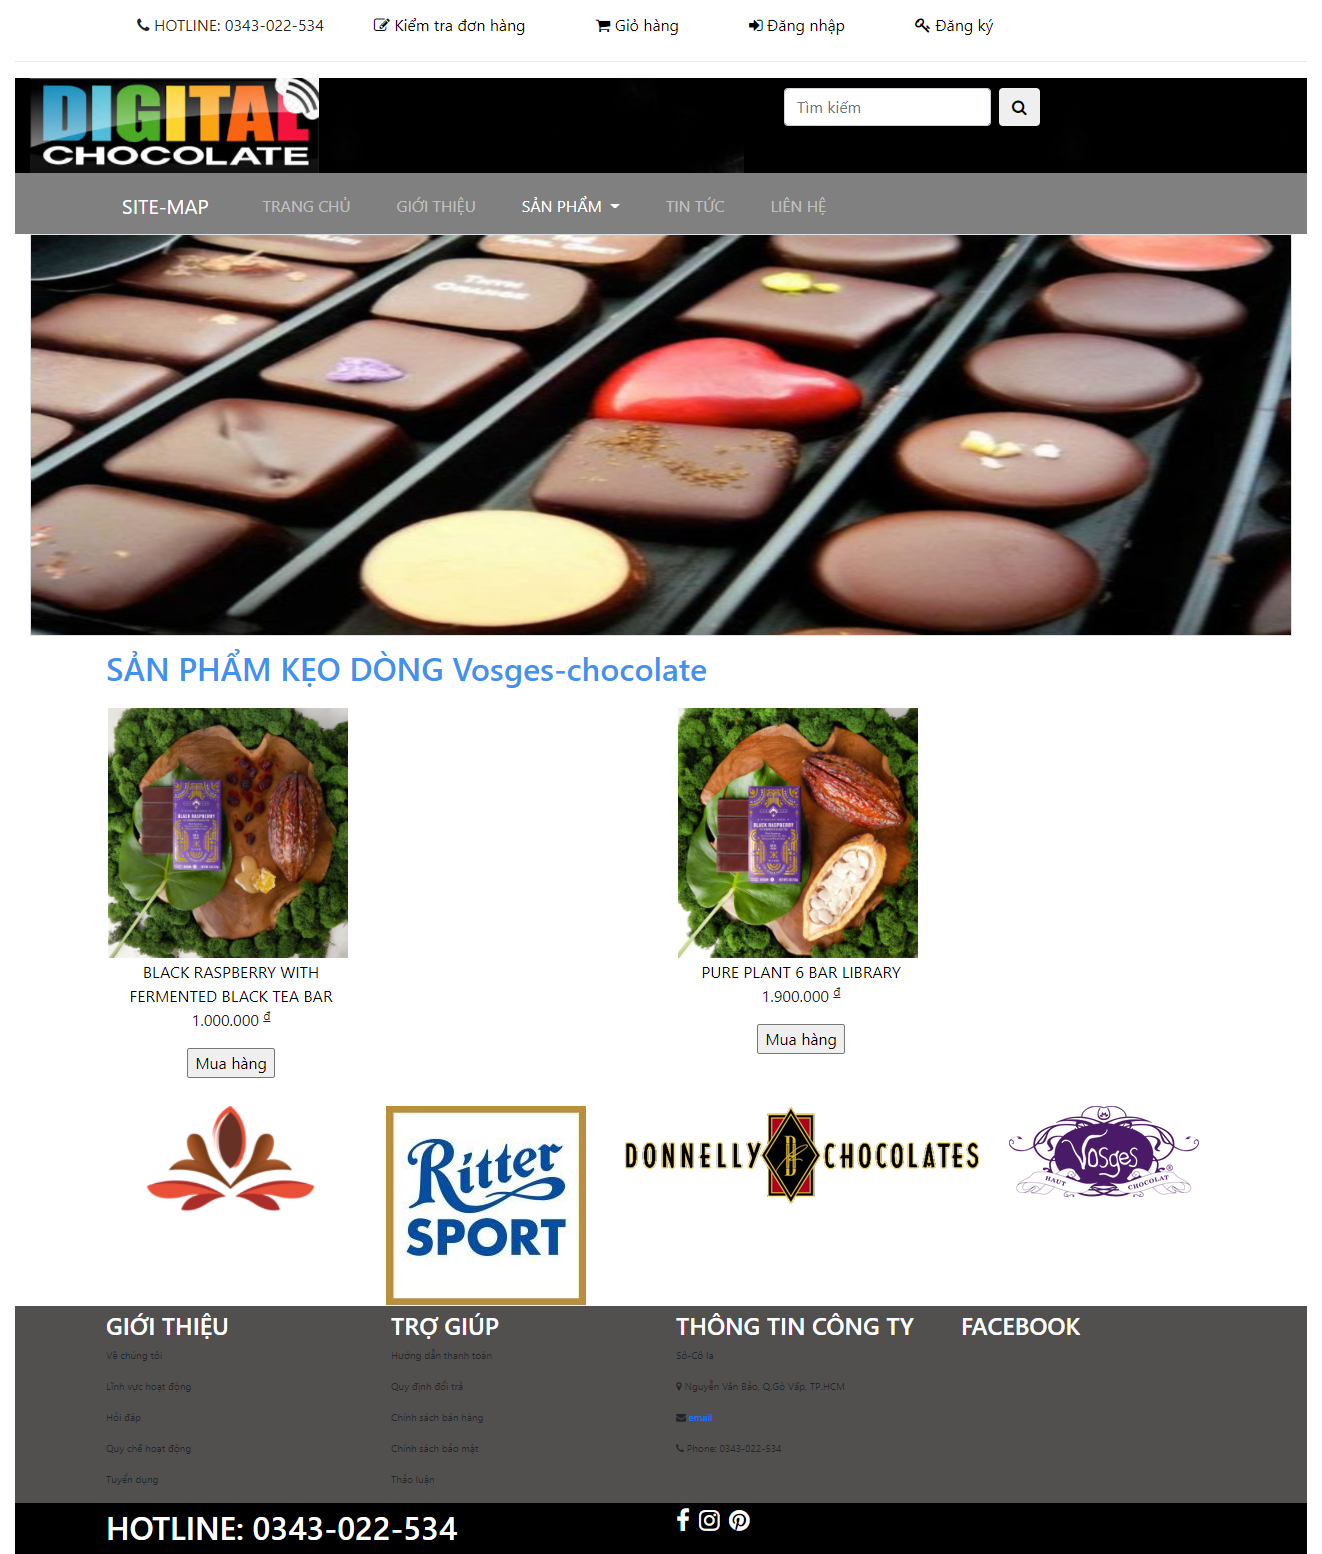 HOTLINE: 0343-022-534 Kiểm tra đơn hàng Giỏ hàng Đăng nhập Đăng ký
DIGITAL
CHOCOLATE
Tìm kiếm
SITE-MAP TRANG CHỦ GIỚI THIỆU SẢN PHẨM TIN TỨC LIÊN HỆ
SẢN PHẨM KẸO DÒNG Vosges-chocolate
BLACK RASPBERRY
BLACK RASPBERRY
BLACK RASPBERRY WITH
FERMENTED BLACK TEA BAR
1.000.000 đ
Mua hàng
PURE PLANT 6 BAR LIBRARY
1.900.000 đ
Mua hàng
Ritter
SPORT
DONNELLY CHOCOLATES
Vosges
HAUT CHOCOLAT
GIỚI THIỆU
Về chúng tôi
Lĩnh vực hoạt động
Hỏi đáp
Quy chế hoạt động
Tuyển dụng
TRỢ GIÚP
Hướng dẫn thanh toán
Quy định đổi trả
Chính sách bán hàng
Chính sách bảo mật
Thảo luận
THÔNG TIN CÔNG TY
Sô-Cô la
Nguyễn Văn Bảo, Q.Gò Vấp, TP.HCM
email
Phone: 0343-022-534
FACEBOOK
HOTLINE: 0343-022-534